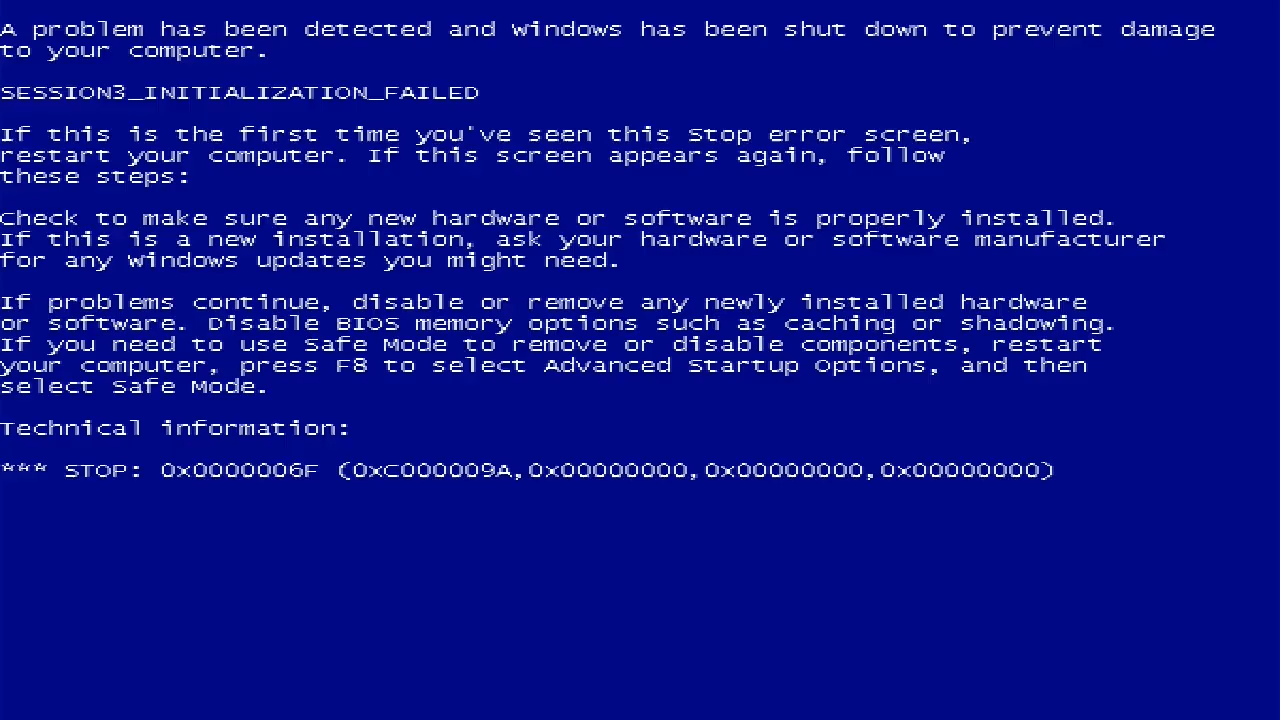 A problem has been detected and Windows has been shut down to prevent damage
to your computer.
SESSION3_INITIALIZATION_FAILED
If this is the first time you've seen this Stop error screen,
restart your computer. If this screen appears again, follow
these steps:
Check to make sure any new hardware or software is properly installed.
If this is a new installation, ask your hardware or software manufacturer
for any Windows updates you might need.
If problems continue, disable or remove any newly installed hardware
or software. Disable BIOS memory options such as caching or shadowing.
If you need to use Safe Mode to remove or disable components, restart
your computer, press F8 to select Advanced Startup Options, and then
select Safe Mode.
Technical information:
*** STOP: 0x0000006F (0xC000009A,0x00000000,0x00000000,0x00000000)